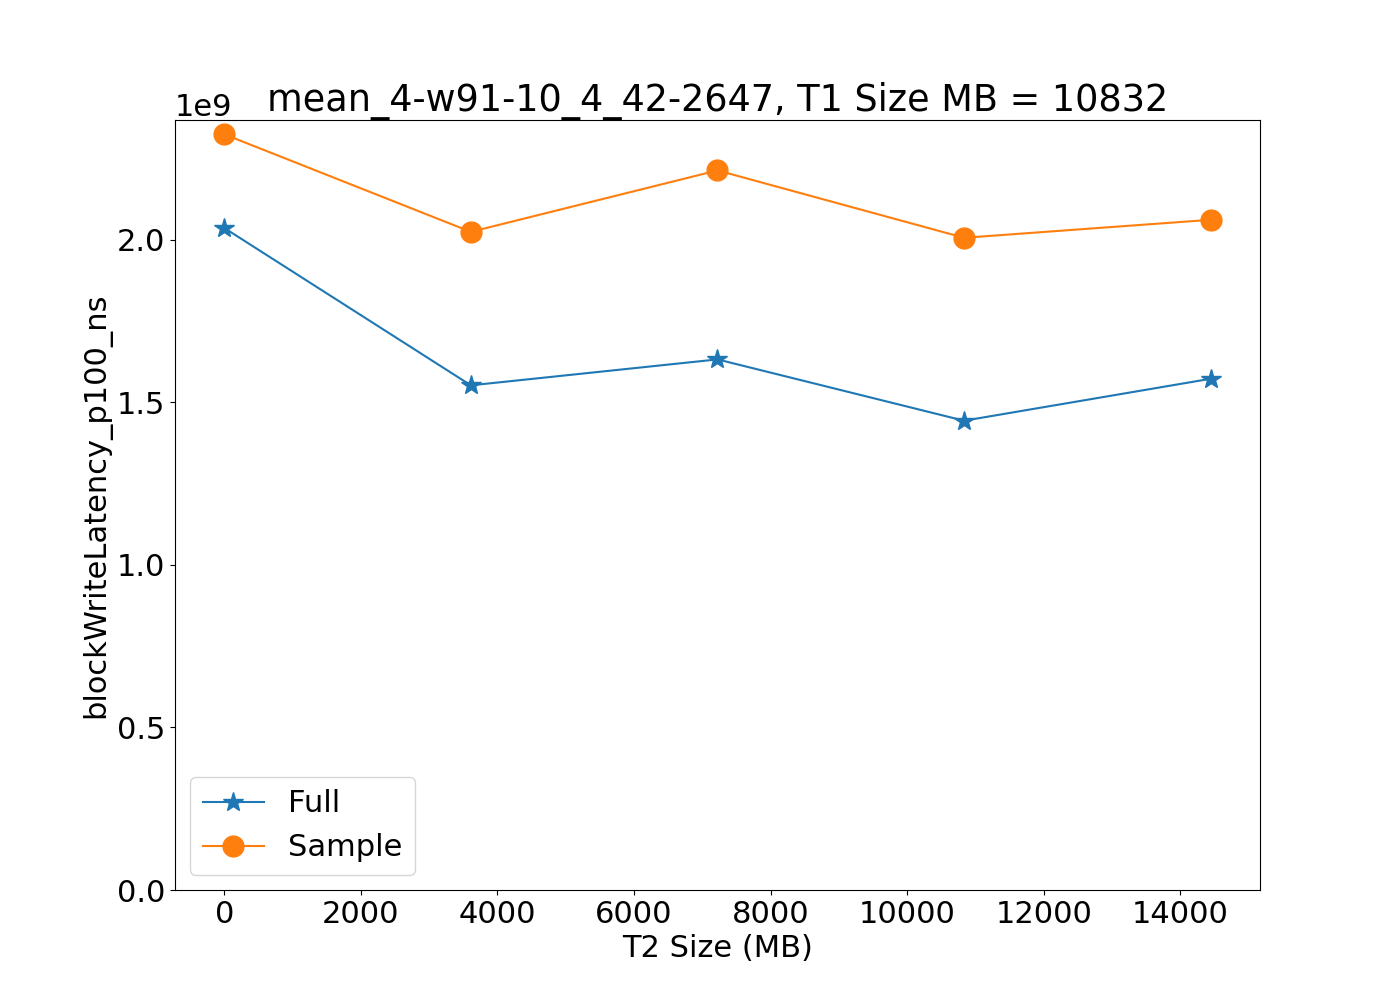 1e9
mean_4-w91-10_4_42-2647, T1 Size MB = 10832
blockWriteLatency_p100_ns
2.0
1.5
1.0
0.5
0.0
Full
Sample
0 2000 4000 6000 8000 10000 12000 14000
T2 Size (MB)